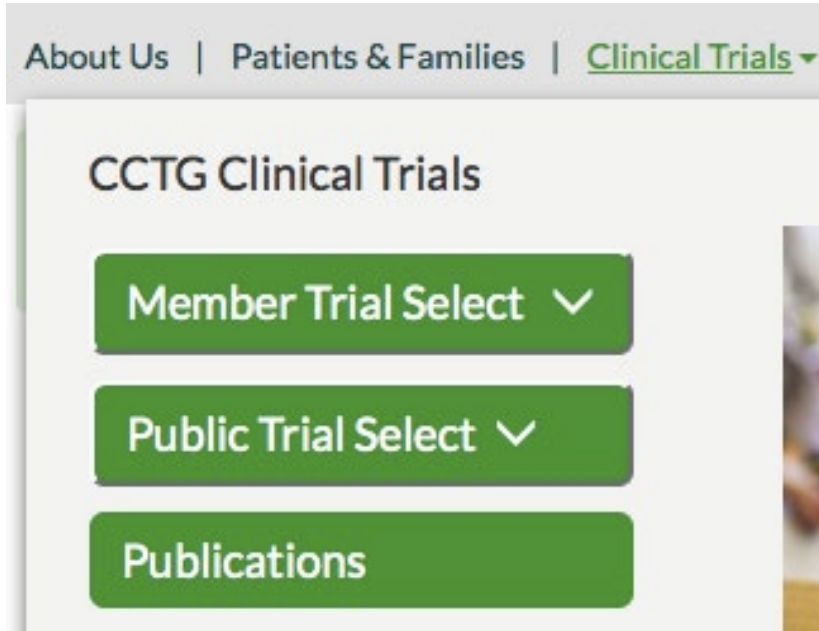 About Us | Patients & Families | Clinical Trials
CCTG Clinical Trials
Member Trial Select
Public Trial Select
Publications